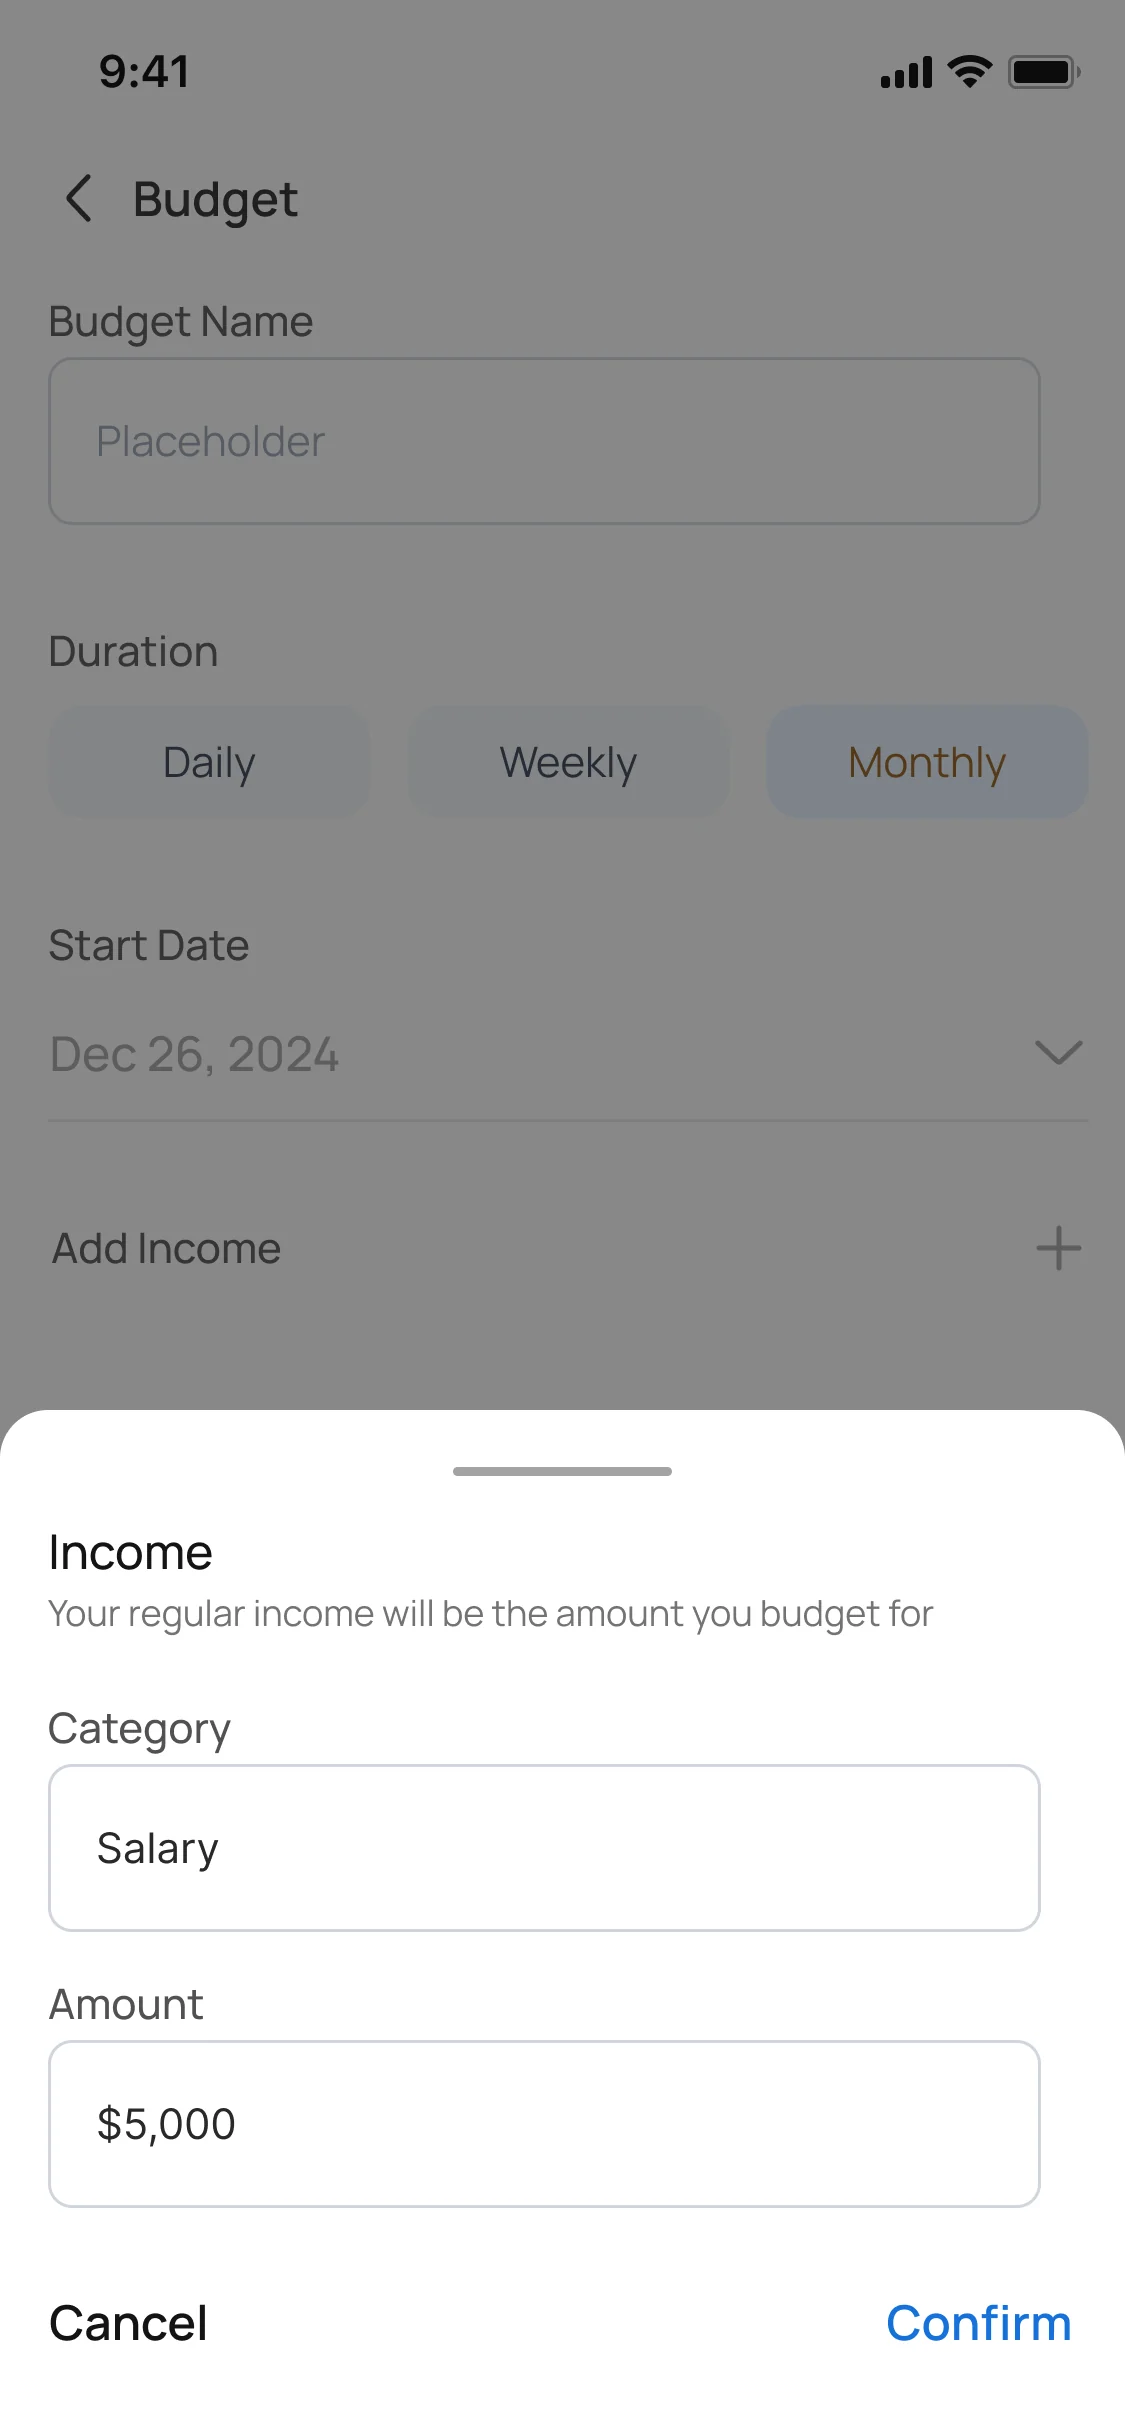 9:41
Budget
Budget Name
Placeholder
Duration
Daily Weekly Monthly
Start Date
Dec 26, 2024
Add Income
Income
Your regular income will be the amount you budget for
Category
Salary
Amount
$5,000
Cancel Confirm